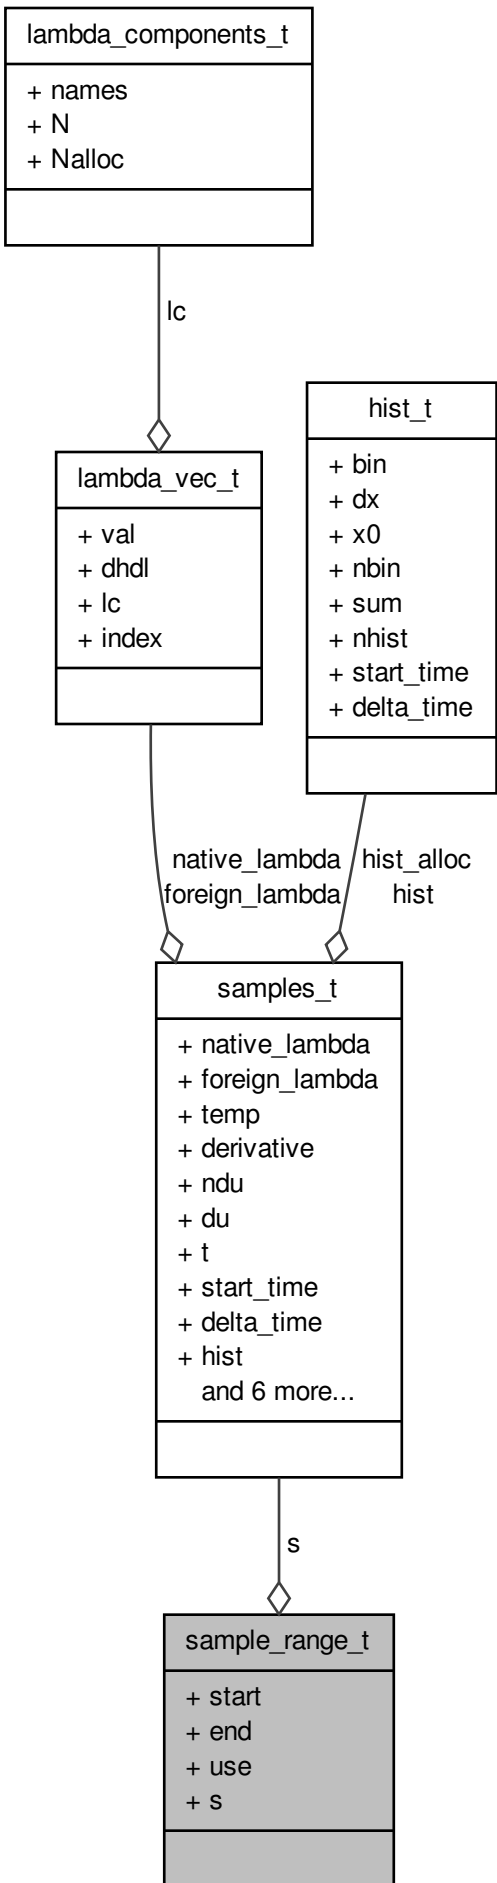 lambda_components_t
+ names
+ N
+ Nalloc
lc
lambda_vec_t
+ val
+ dhdl
+ lc
+ index
hist_t
+ bin
+ dx
+ x0
+ nbin
+ sum
+ nhist
+ start_time
+ delta_time
native_lambda
foreign_lambda
hist_alloc
hist
samples_t
+ native_lambda
+ foreign_lambda
+ temp
+ derivative
+ ndu
+ du
+ t
+ start_time
+ delta_time
+ hist
and 6 more...
s
sample_range_t
+ start
+ end
+ use
+ s